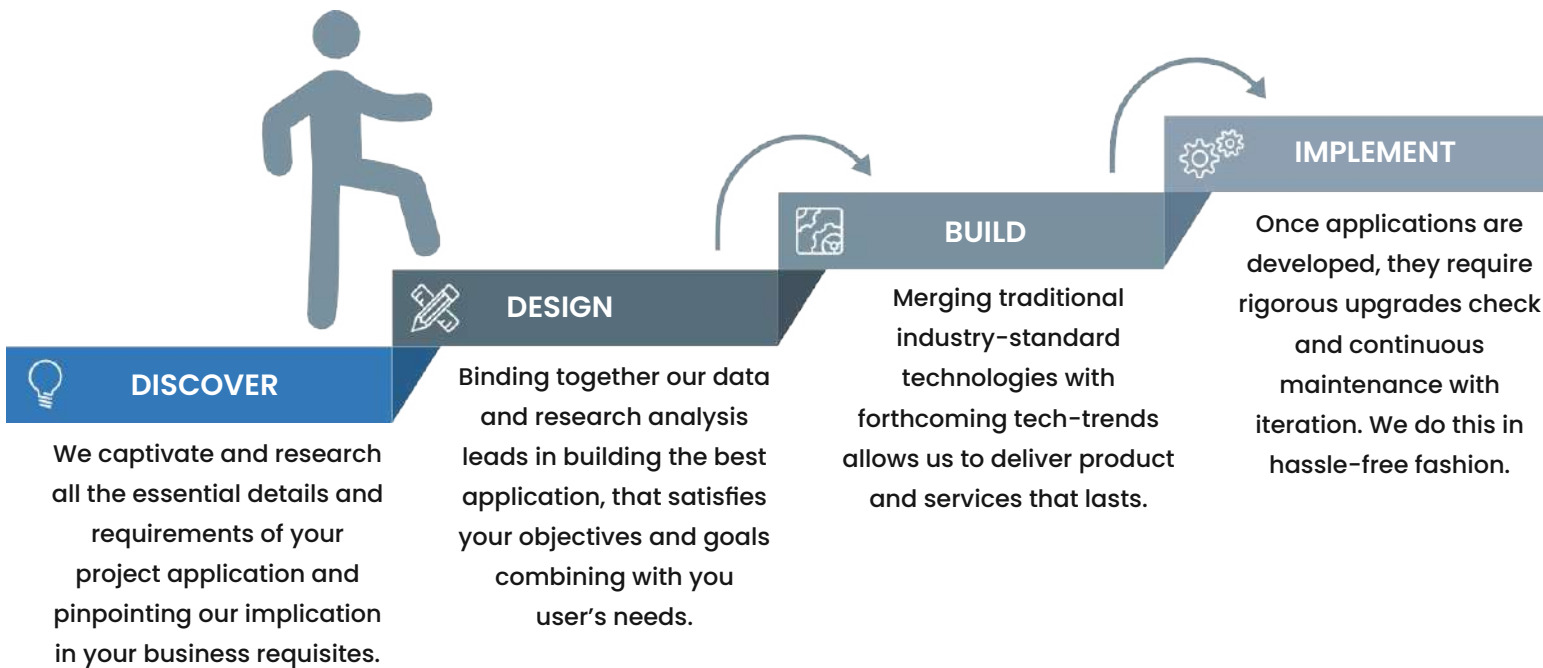 DISCOVER
We captivate and research
all the essential details and
requirements of your
project application and
pinpointing our implication
in your business requisites.
DESIGN
Binding together our data
and research analysis
leads in building the best
application, that satisfies
your objectives and goals
combining with you
user's needs.
BUILD
Merging traditional
industry-standard
technologies with
forthcoming tech-trends
allows us to deliver product
and services that lasts.
IMPLEMENT
Once applications are
developed, they require
rigorous upgrades check
and continuous
maintenance with
iteration. We do this in
hassle-free fashion.